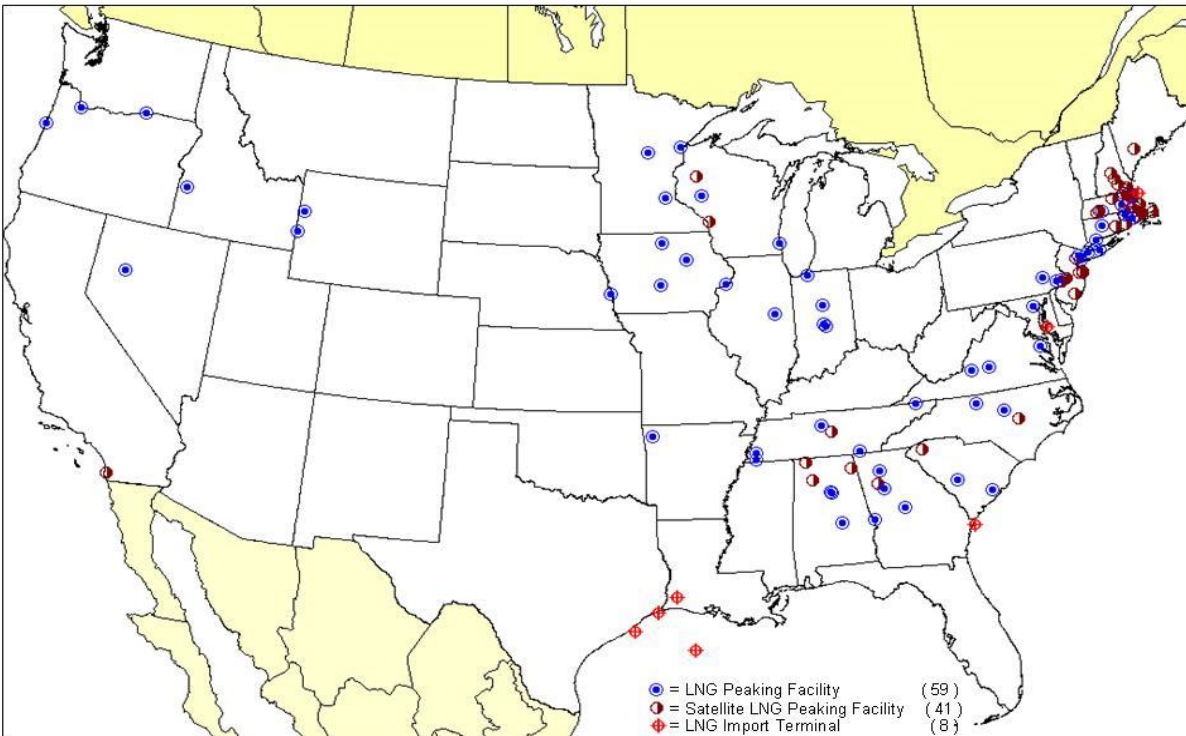 = LNG Peaking Facility (59)
= Satellite LNG Peaking Facility (41)
= LNG Import Terminal (8)